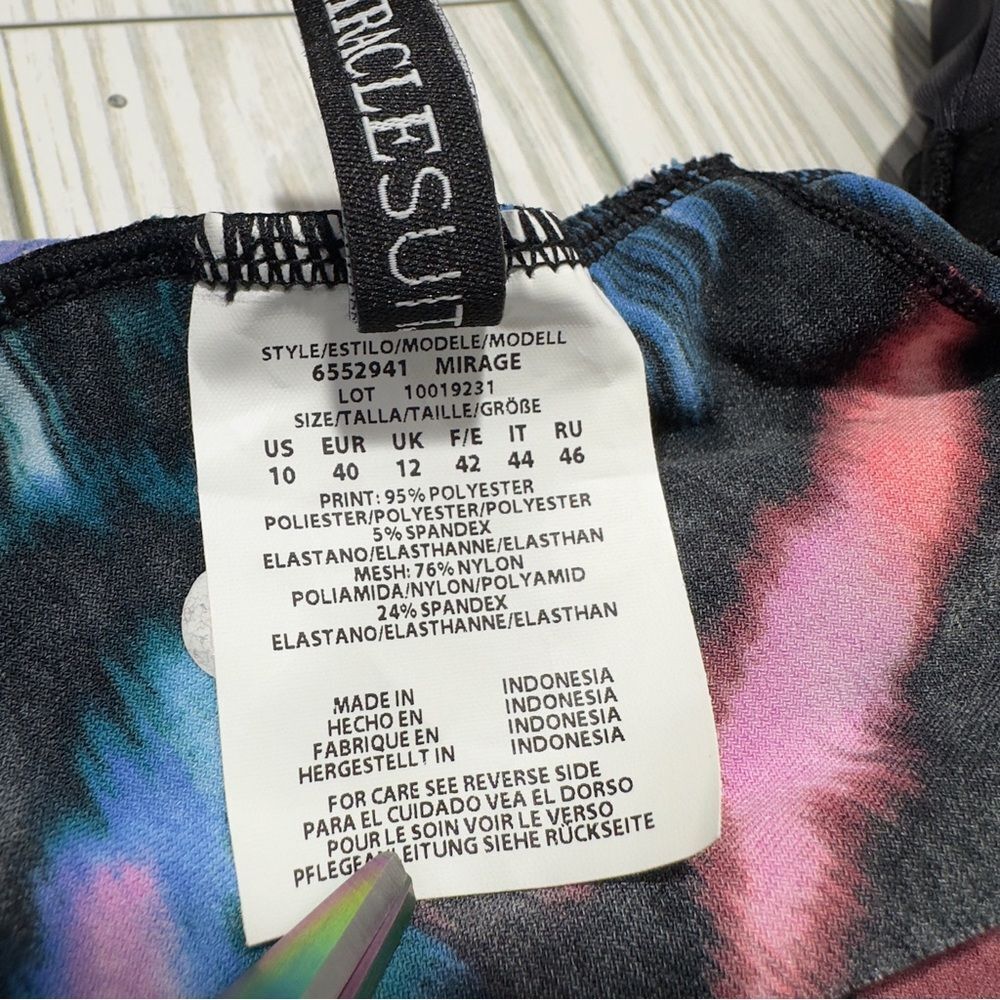 RACLESUIT
STYLE/ESTILO/MODELE/MODELL
6552941 MIRAGE
LOT 10019231
SIZE/TALLA/TAILLE/GRÖßE
US EUR UK F/E IT RU
10 40 12 42 44 46
PRINT: 95% POLYESTER
POLIESTER/POLYESTER/POLYESTER
5% SPANDEX
ELASTANO/ELASTHANNE/ELASTHAN
MESH: 76% NYLON
POLIAMIDA/NYLON/POLYAMID
24% SPANDEX
ELASTANO/ELASTHANNE/ELASTHAN
MADE IN INDONESIA
HECHO EN INDONESIA
FABRIQUE EN INDONESIA
HERGESTELLT IN INDONESIA
FOR CARE SEE REVERSE SIDE
PARA EL CUIDADO VEA EL DORSO
POUR LE SOIN VOIR LE VERSO
PFLEGEANLEITUNG SIEHE RÜCKSEITE